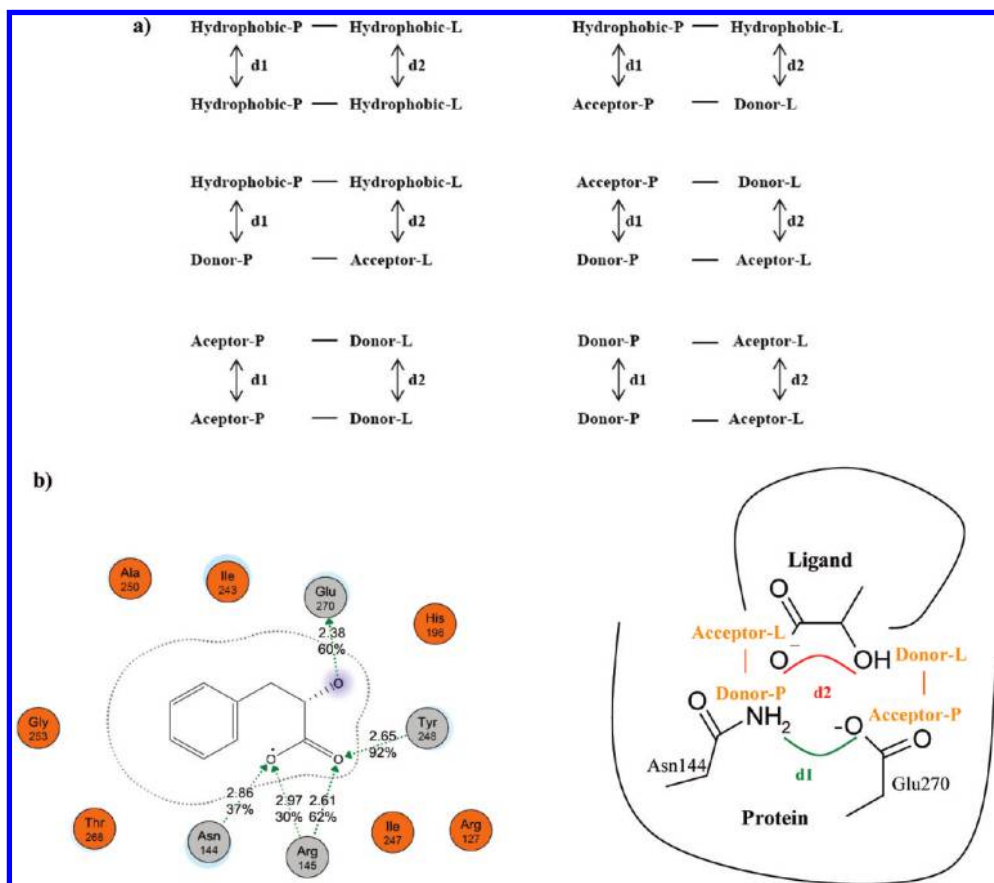 a)
Hydrophobic-P — Hydrophobic-L
d1 d2
Hydrophobic-P — Hydrophobic-L
Hydrophobic-P — Hydrophobic-L
d1 d2
Acceptor-P — Donor-L
Hydrophobic-P — Hydrophobic-L
d1 d2
Donor-P — Acceptor-L
Acceptor-P — Donor-L
d1 d2
Donor-P — Aceptor-L
Aceptor-P — Donor-L
d1 d2
Aceptor-P — Donor-L
Donor-P — Aceptor-L
d1 d2
Donor-P — Aceptor-L
b)
Ala
250
Ile
243
Glu
270
His
196
2.38
60%
O
Gly
253
Tyr
248
2.65
92%
O
O
2.86
37%
2.97
30%
2.61
62%
Thr
268
Asn
144
Arg
145
Ile
247
Arg
127
Ligand
O
Acceptor-L
O
-
OH
Donor-L
Donor-P
d2
O
NH2
-O
Acceptor-P
O
Asn144
d1
Glu270
Protein